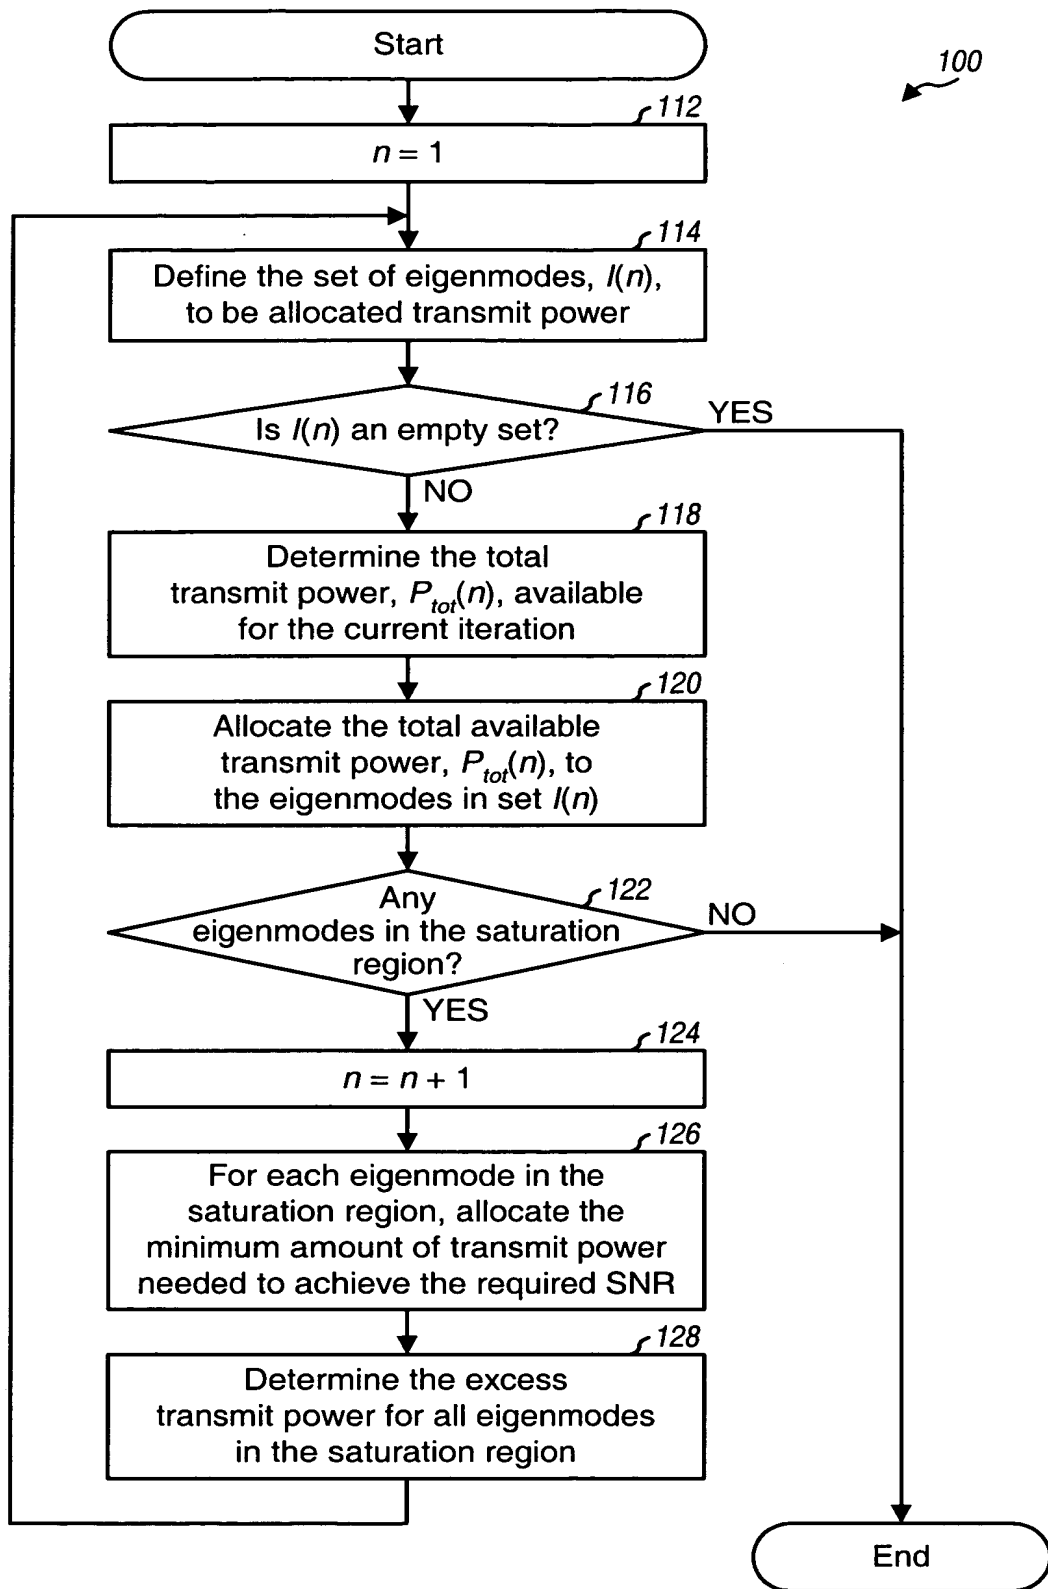 Start
100
112
n = 1
114
Define the set of eigenmodes, I(n),
to be allocated transmit power
116
YES
Is I(n) an empty set?
NO
118
Determine the total
transmit power, Ptot(n), available
for the current iteration
120
Allocate the total available
transmit power, Ptot(n), to
the eigenmodes in set I(n)
122
Any
NO
eigenmodes in the saturation
region?
YES
124
n = n + 1
126
For each eigenmode in the
saturation region, allocate the
minimum amount of transmit power
needed to achieve the required SNR
128
Determine the excess
transmit power for all eigenmodes
in the saturation region
End